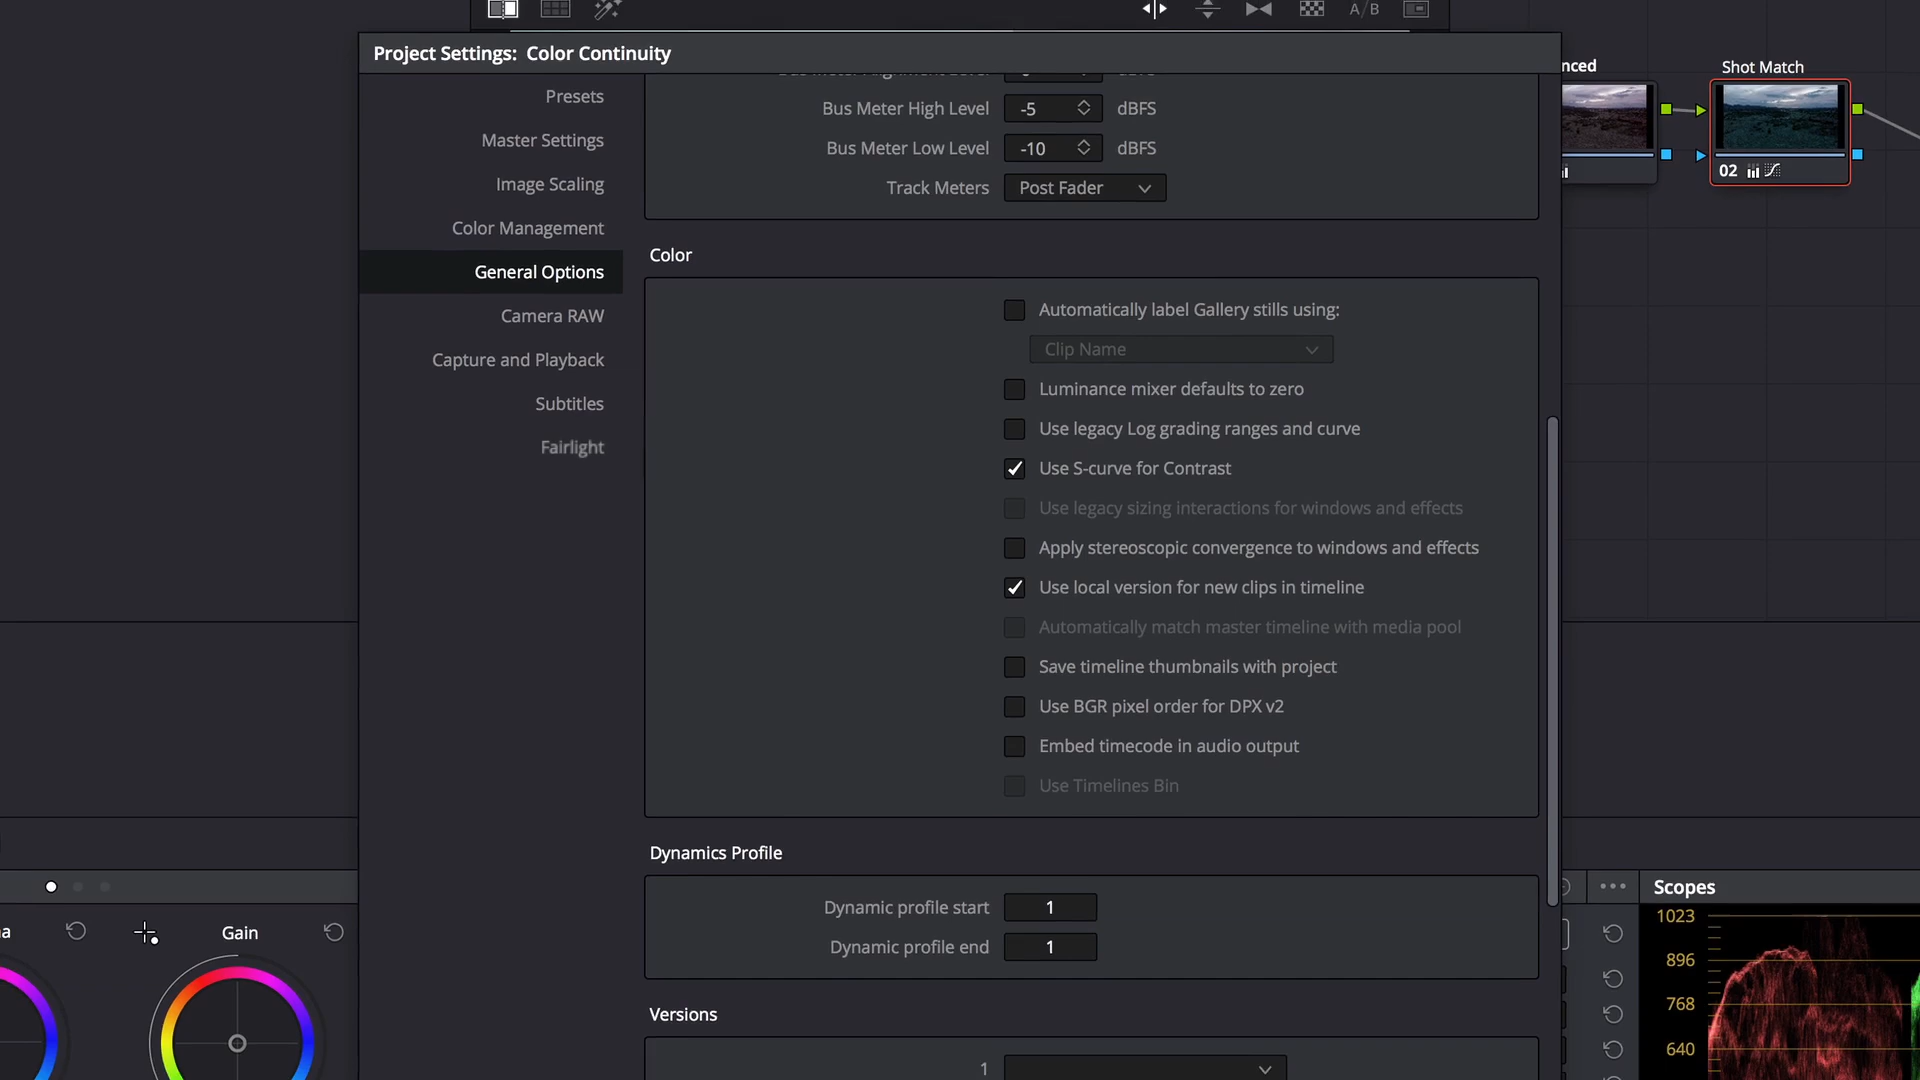 A/B
Project Settings: Color Continuity
Presets
Master Settings
Image Scaling
Color Management
General Options
Camera RAW
Capture and Playback
Subtitles
Fairlight
Bus Meter High Level -5 dBFS
Bus Meter Low Level -10 dBFS
Track Meters Post Fader
Color
Automatically label Gallery stills using:
Clip Name
Luminance mixer defaults to zero
Use legacy Log grading ranges and curve
Use S-curve for Contrast
Use legacy sizing interactions for windows and effects
Apply stereoscopic convergence to windows and effects
Use local version for new clips in timeline
Automatically match master timeline with media pool
Save timeline thumbnails with project
Use BGR pixel order for DPX v2
Embed timecode in audio output
Use Timelines Bin
Dynamics Profile
Dynamic profile start 1
Dynamic profile end 1
Versions
1
nced
Shot Match
02
a
Gain
Scopes
1023
896
768
640